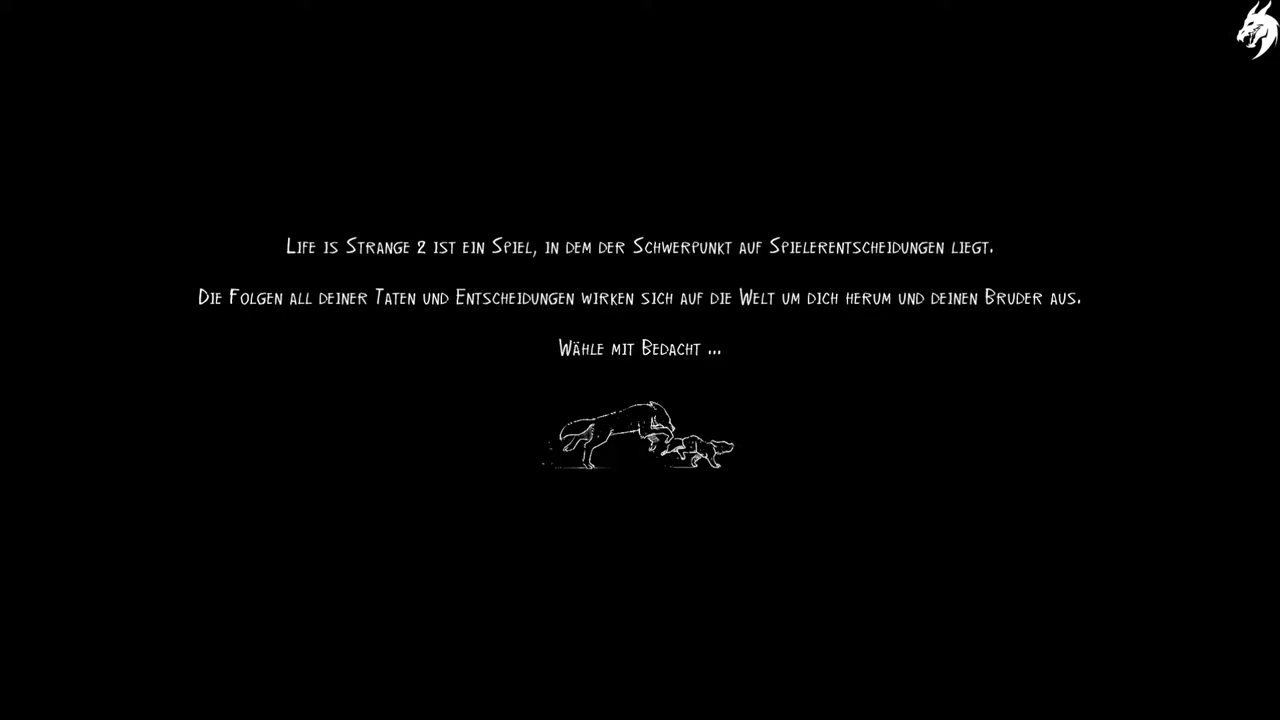 Life is Strange 2 ist ein Spiel, in dem der Schwerpunkt auf Spielerentscheidungen liegt.
Die Folgen all deiner Taten und Entscheidungen wirken sich auf die Welt um dich herum und deinen Bruder aus.
Wähle mit Bedacht ...